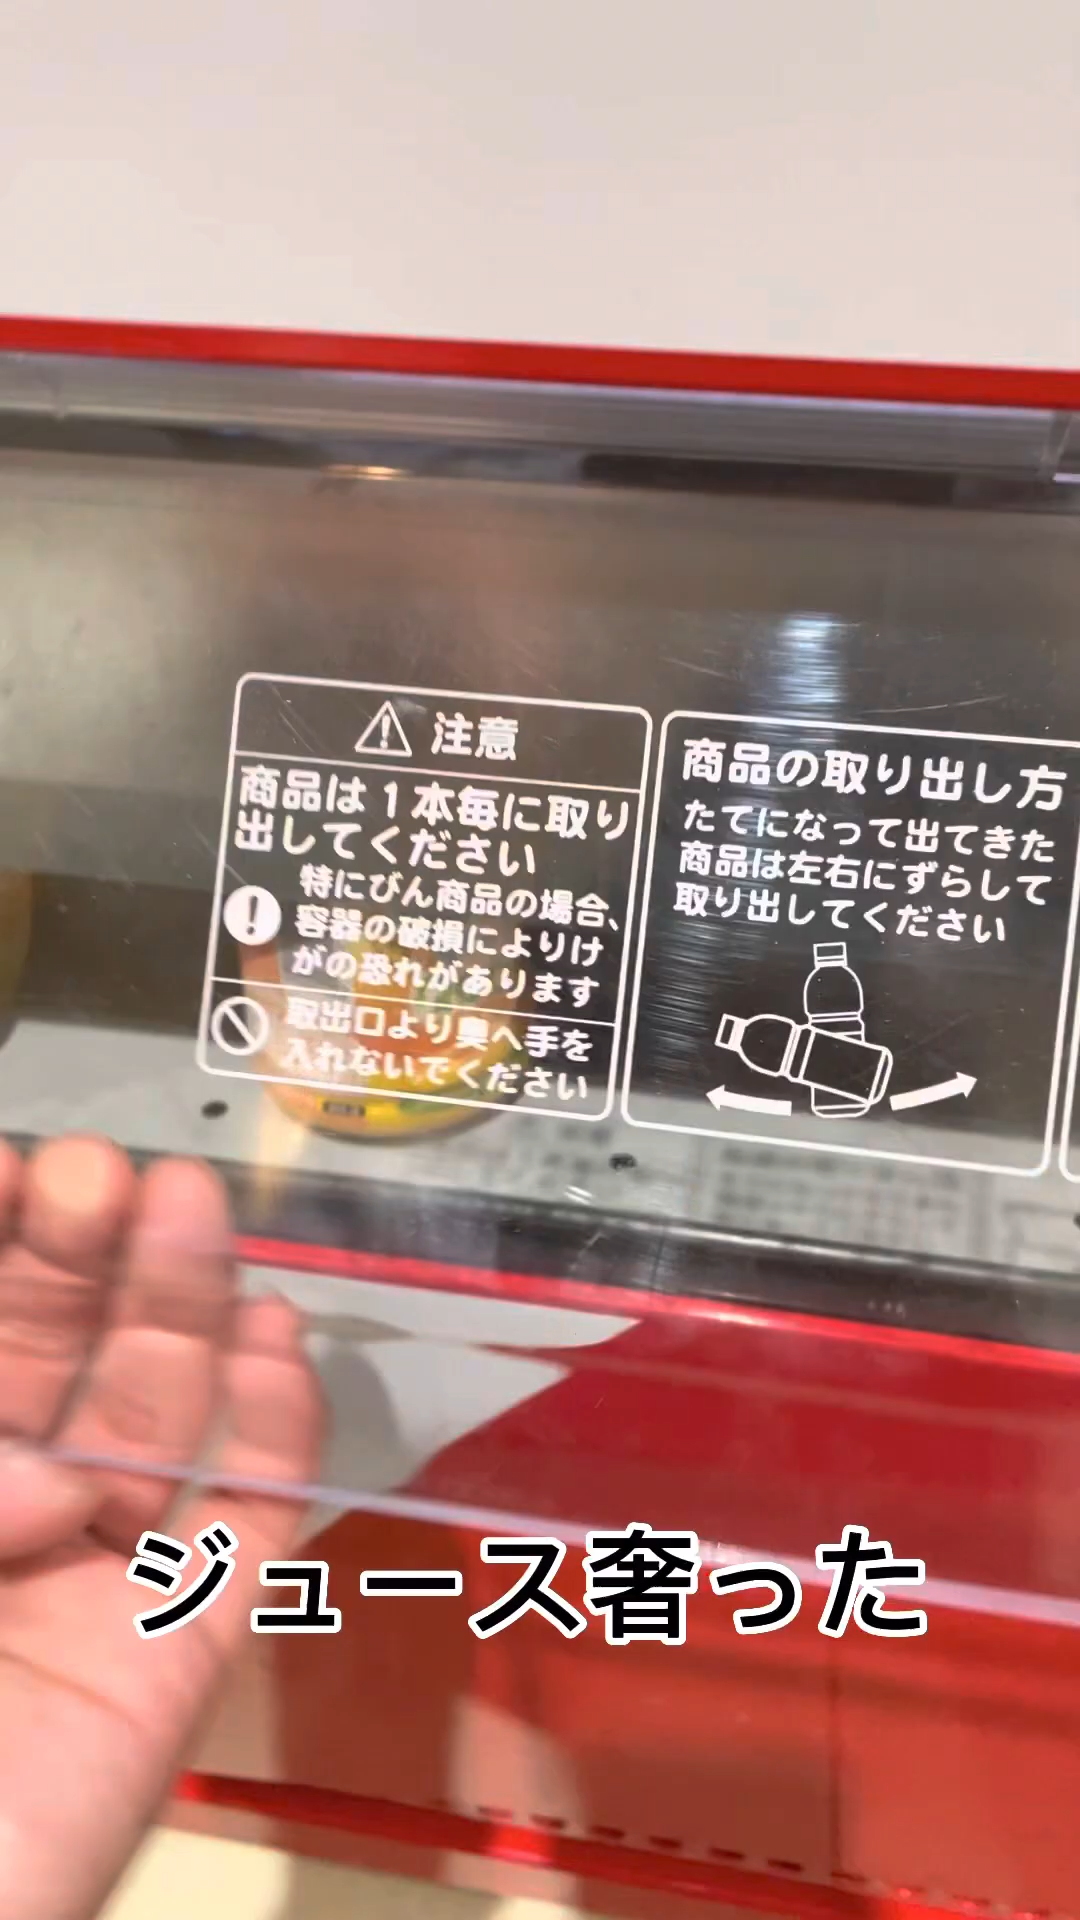 注意
商品は1本毎に取り
出してください
特にびん商品の場合、
容器の破損によりけ
がの恐れがあります
取出口より奥へ手を
入れないでください
商品の取り出し方
たてになって出てきた
商品は左右にずらして
取り出してください
ジュース奢った